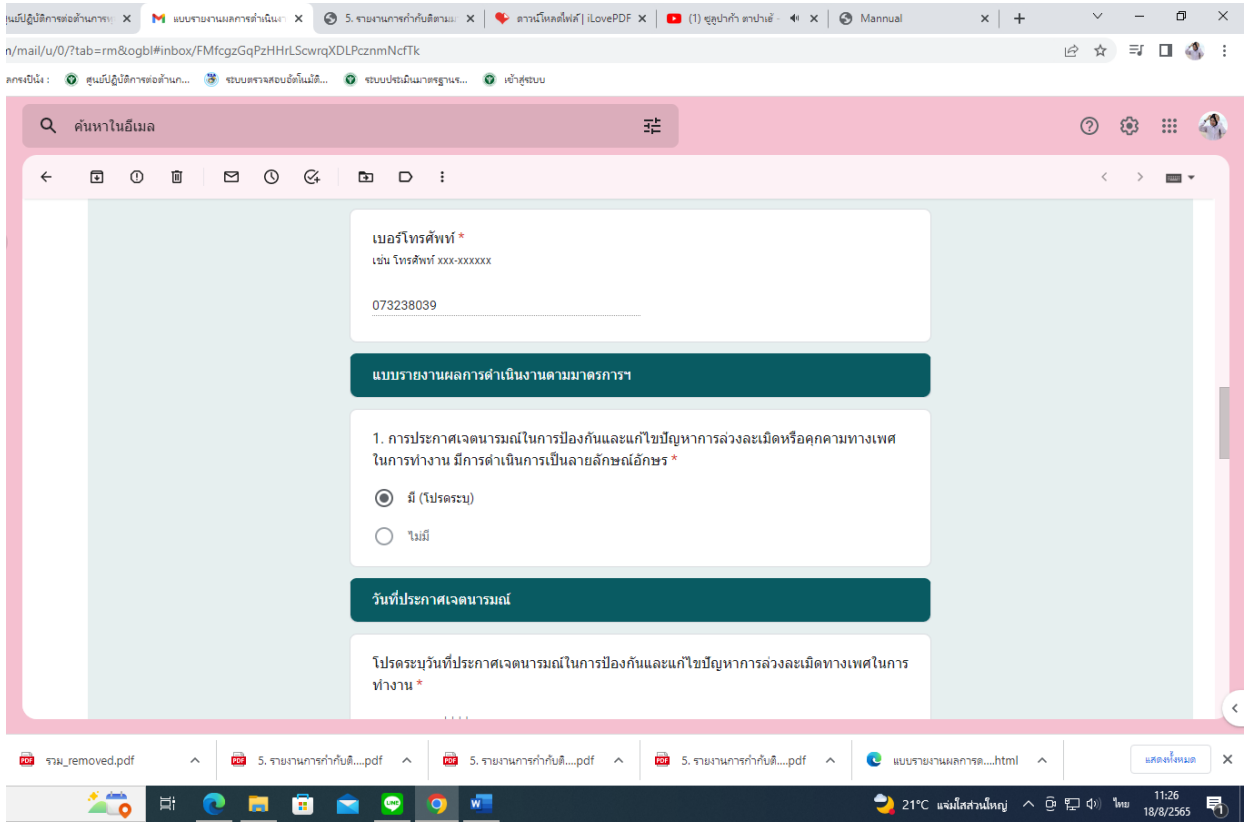 ศูนย์ปฏิบัติการต่อต้านการทุ
แบบรายงานผลการดำเนินงา
5. รายงานการกำกับติดตามม
ดาวน์โหลดไฟล์ | iLovePDF
(1) ซูลูปาก้า ตาปาเฮ้ -
Mannual
m/mail/u/0/?tab=rm&ogbl#inbox/FMfcgzGqPzHHrLScwrqXDLPcznmNcfTk
ศูนย์ปฏิบัติการต่อต้านก...
ระบบตรวจสอบอัตโนมัติ...
ระบบประเมินมาตรฐานร...
เข้าสู่ระบบ
ค้นหาในอีเมล
เบอร์โทรศัพท์ *
เช่น โทรศัพท์ xxx-xxxxxx
073238039
แบบรายงานผลการดำเนินงานตามมาตรการฯ
1. การประกาศเจตนารมณ์ในการป้องกันและแก้ไขปัญหาการล่วงละเมิดหรือคุกคามทางเพศ
ในการทำงาน มีการดำเนินการเป็นลายลักษณ์อักษร *
มี (โปรดระบุ)
ไม่มี
วันที่ประกาศเจตนารมณ์
โปรดระบุวันที่ประกาศเจตนารมณ์ในการป้องกันและแก้ไขปัญหาการล่วงละเมิดทางเพศในการ
ทำงาน *
รวม_removed.pdf
5. รายงานการกำกับติ....pdf
5. รายงานการกำกับติ....pdf
5. รายงานการกำกับติ....pdf
แบบรายงานผลการด....html
แสดงทั้งหมด
21°C แจ่มใสส่วนใหญ่
ไทย
11:26
18/8/2565